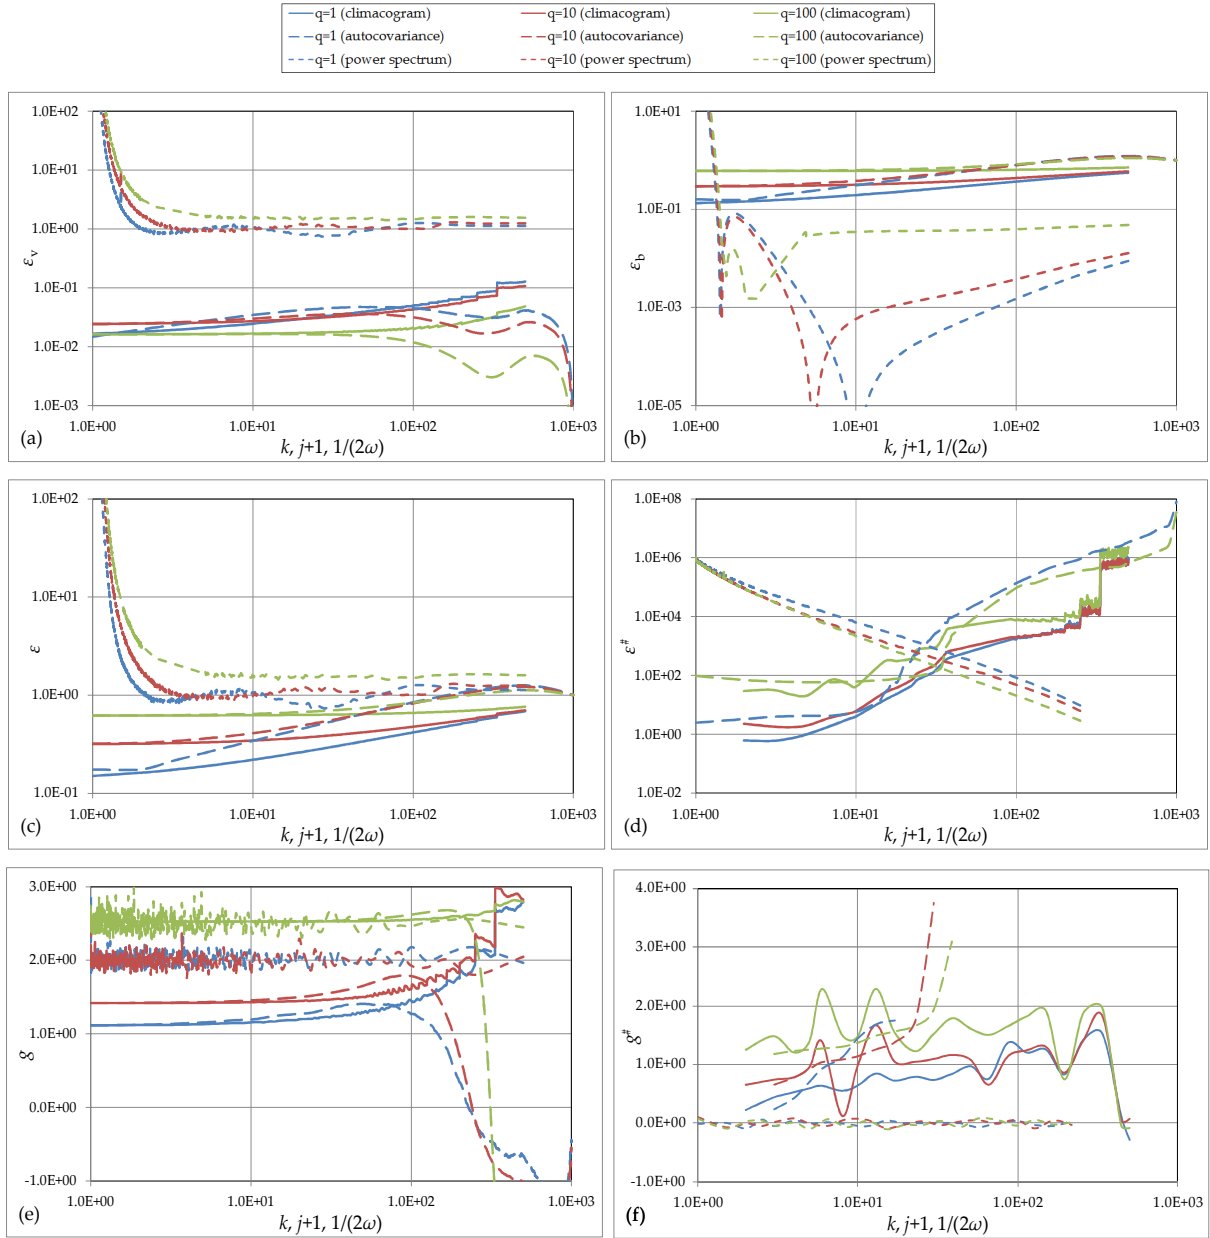 q=1 (climacogram) q=10 (climacogram) q=100 (climacogram)
q=1 (autocovariance) q=10 (autocovariance) q=100 (autocovariance)
q=1 (power spectrum) q=10 (power spectrum) q=100 (power spectrum)
1.0E+02
1.0E+01
1.0E+00
1.0E-01
1.0E-02
1.0E-03
εv
1.0E+00 1.0E+01 1.0E+02 1.0E+03
(a)
k, j+1, 1/(2ω)
1.0E+01
1.0E-01
1.0E-03
1.0E-05
εb
1.0E+00 1.0E+01 1.0E+02 1.0E+03
(b)
k, j+1, 1/(2ω)
1.0E+02
1.0E+01
1.0E+00
1.0E-01
ε
1.0E+00 1.0E+01 1.0E+02 1.0E+03
(c)
k, j+1, 1/(2ω)
1.0E+08
1.0E+06
1.0E+04
1.0E+02
1.0E+00
1.0E-02
ε#
1.0E+00 1.0E+01 1.0E+02 1.0E+03
(d)
k, j+1, 1/(2ω)
3.0E+00
2.0E+00
1.0E+00
0.0E+00
-1.0E+00
g
1.0E+00 1.0E+01 1.0E+02 1.0E+03
(e)
k, j+1, 1/(2ω)
4.0E+00
3.0E+00
2.0E+00
1.0E+00
0.0E+00
-1.0E+00
g#
1.0E+00 1.0E+01 1.0E+02 1.0E+03
(f)
k, j+1, 1/(2ω)